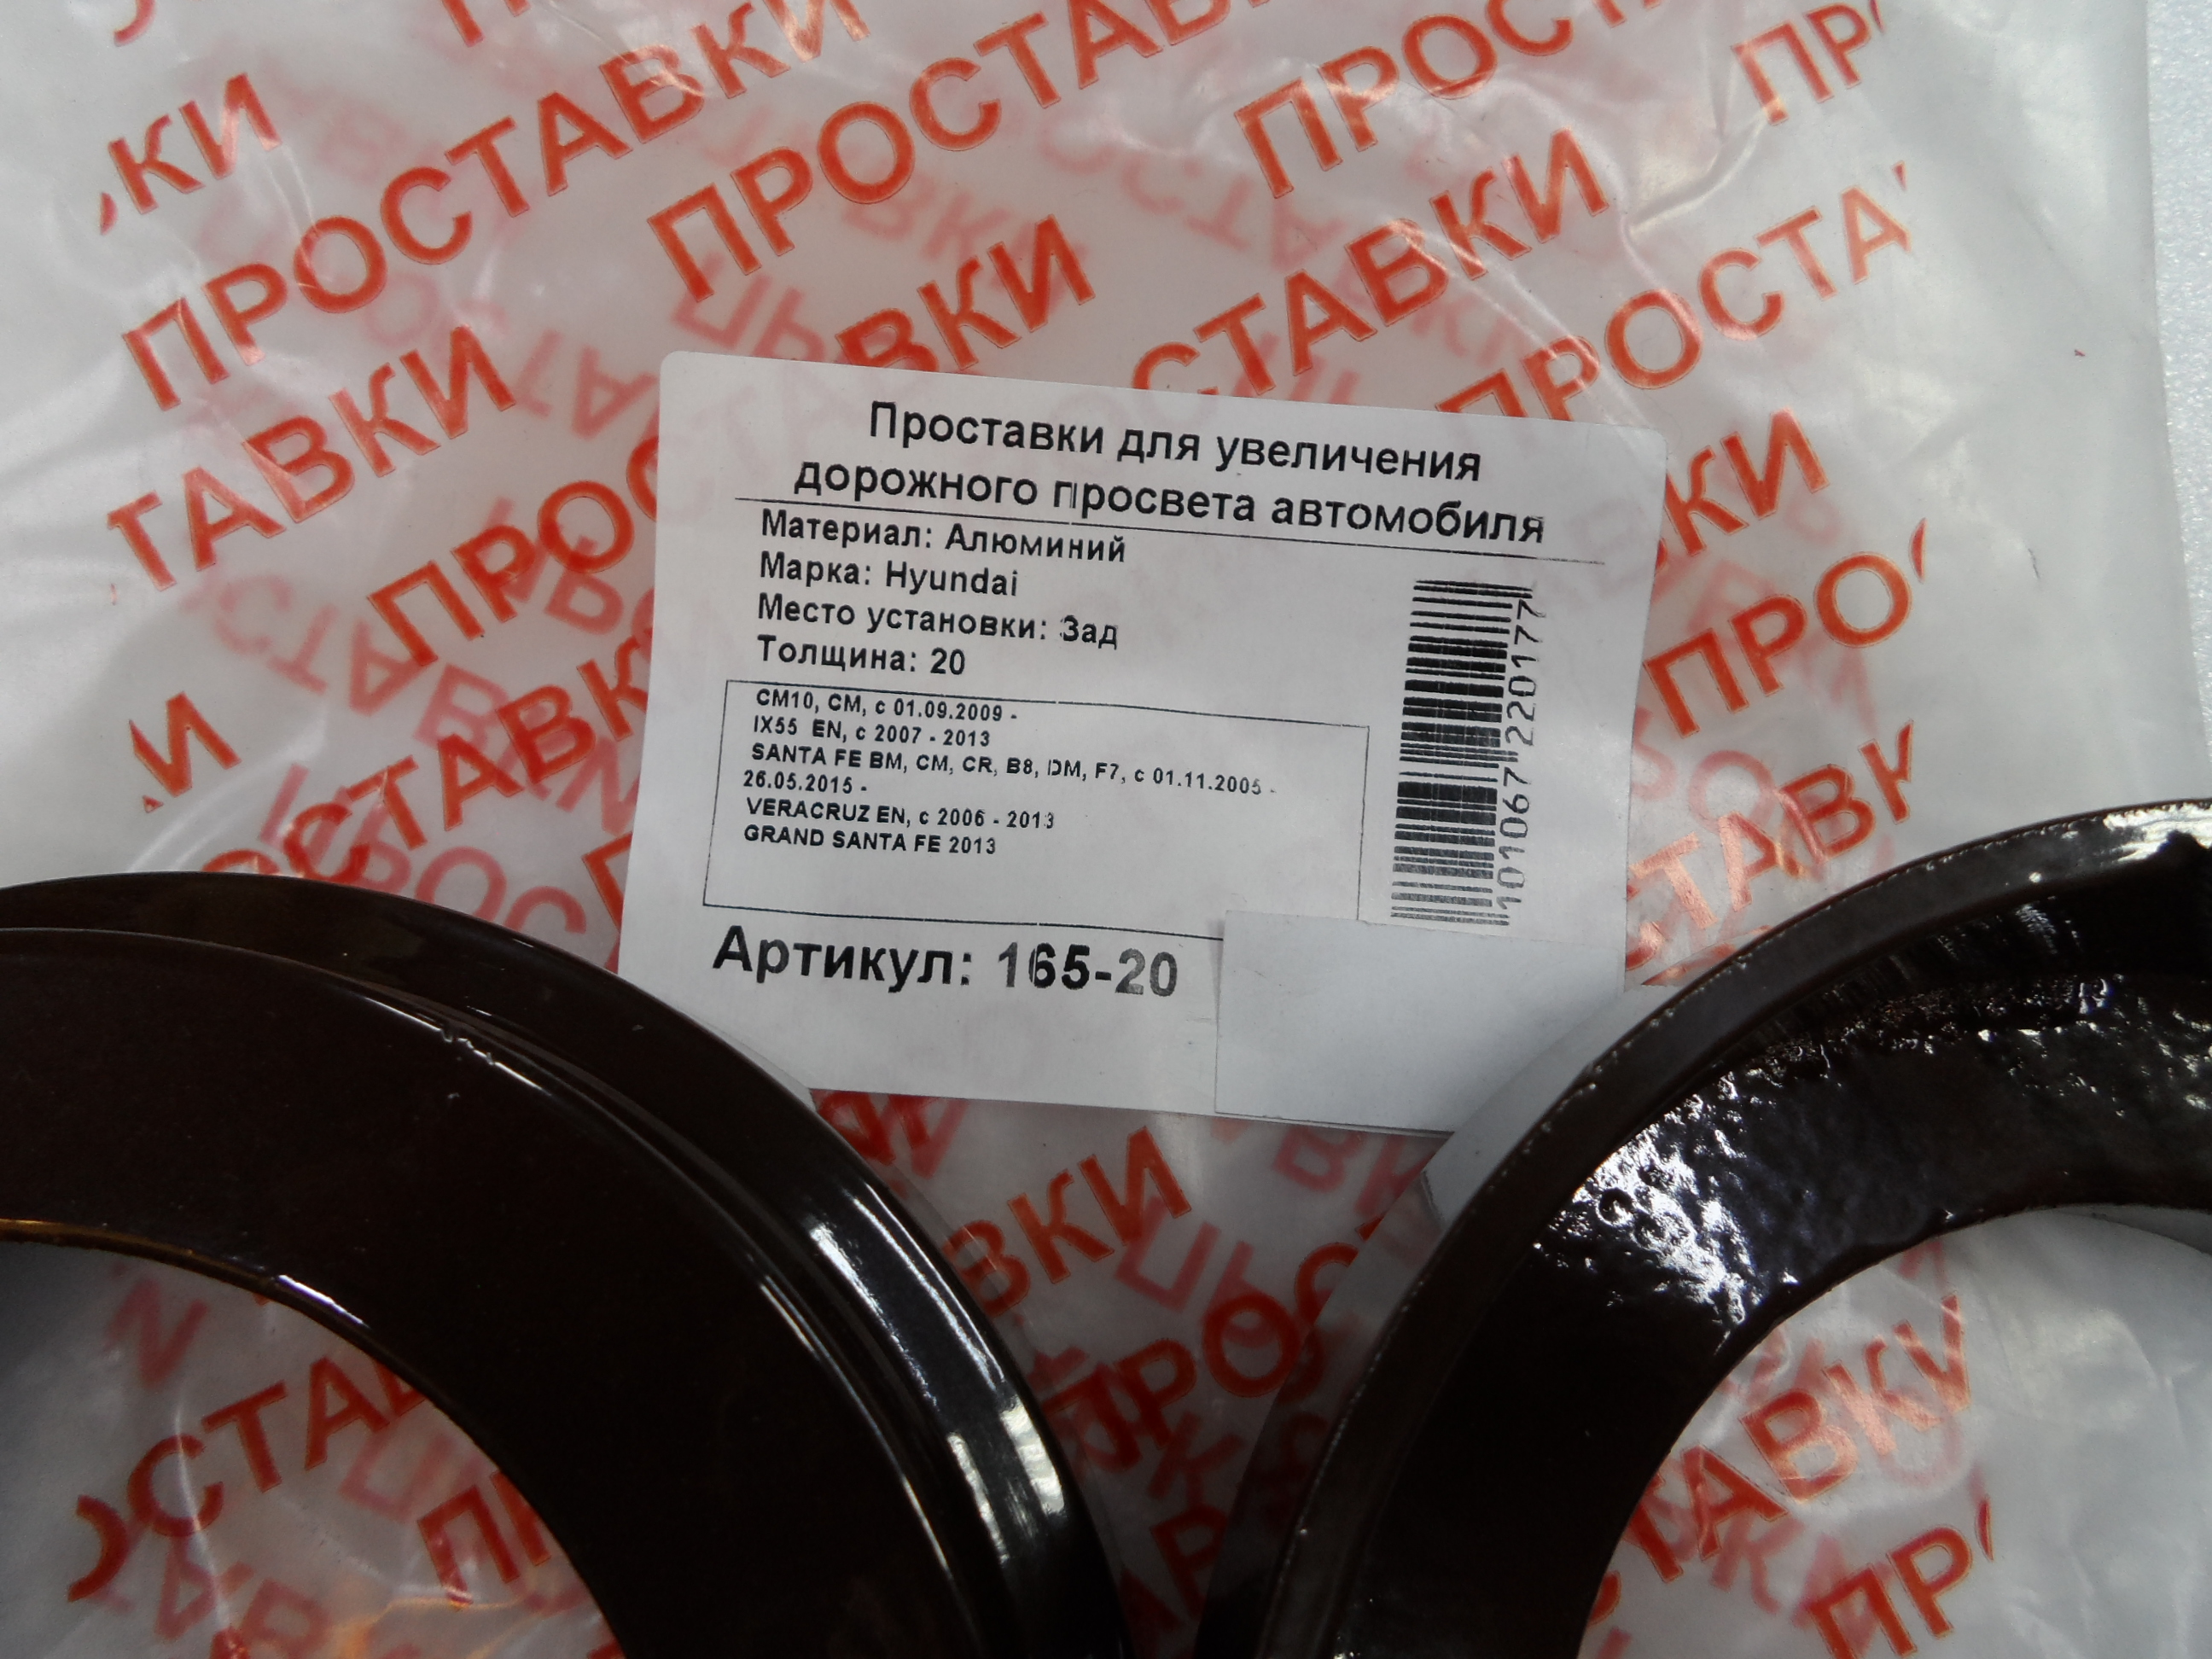 ПРОСТАВКИ
ПРОСТАВКИ
Проставки для увеличения
дорожного просвета автомобиля
Материал: Алюминий
Марка: Hyundai
Место установки: Зад
Толщина: 20
CM10, CM, с 01.09.2009 -
IX55 EN, с 2007 - 2013
SANTA FE BM, CM, CR, B8, DM, F7, с 01.11.2005 -
26.05.2015 -
VERACRUZ EN, с 2006 - 2013
GRAND SANTA FE 2013
Артикул: 165-20
101067 220177